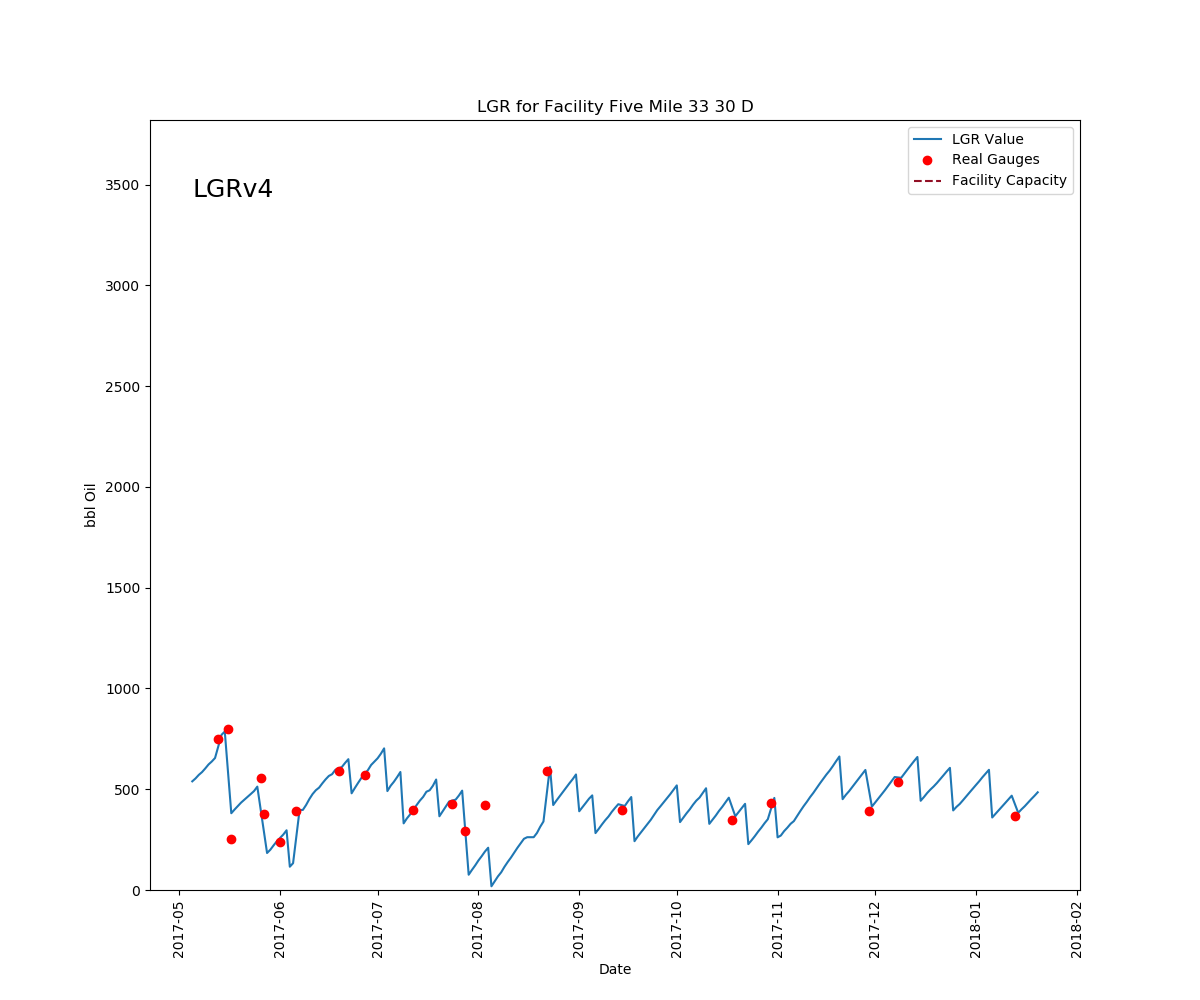 LGR for Facility Five Mile 33 30 D
LGRv4
LGR Value
Real Gauges
Facility Capacity
bbl Oil
3500
3000
2500
2000
1500
1000
500
0
2017-05
2017-06
2017-07
2017-08
2017-09
2017-10
2017-11
2017-12
2018-01
2018-02
Date